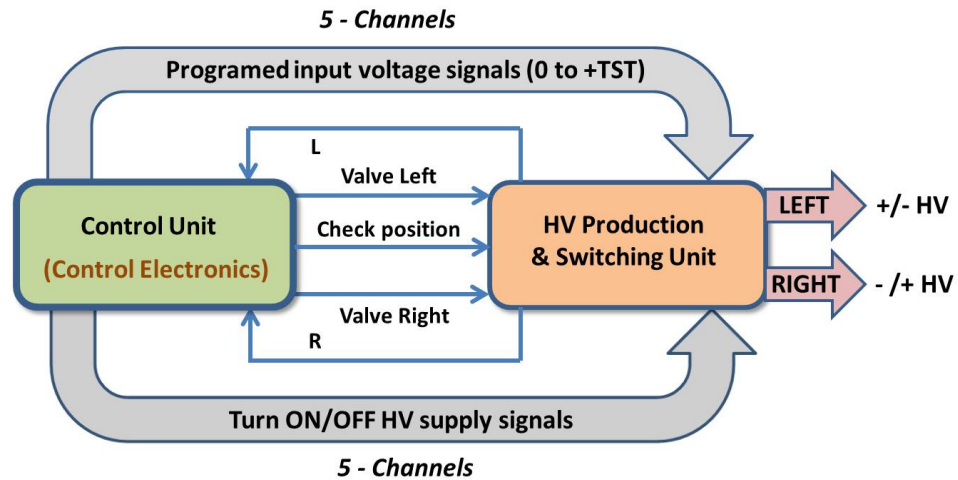 5 - Channels
Programed input voltage signals (0 to +TST)
L
Valve Left
Control Unit
(Control Electronics)
Check position
HV Production
& Switching Unit
LEFT
+/- HV
RIGHT
- /+ HV
Valve Right
R
Turn ON/OFF HV supply signals
5 - Channels